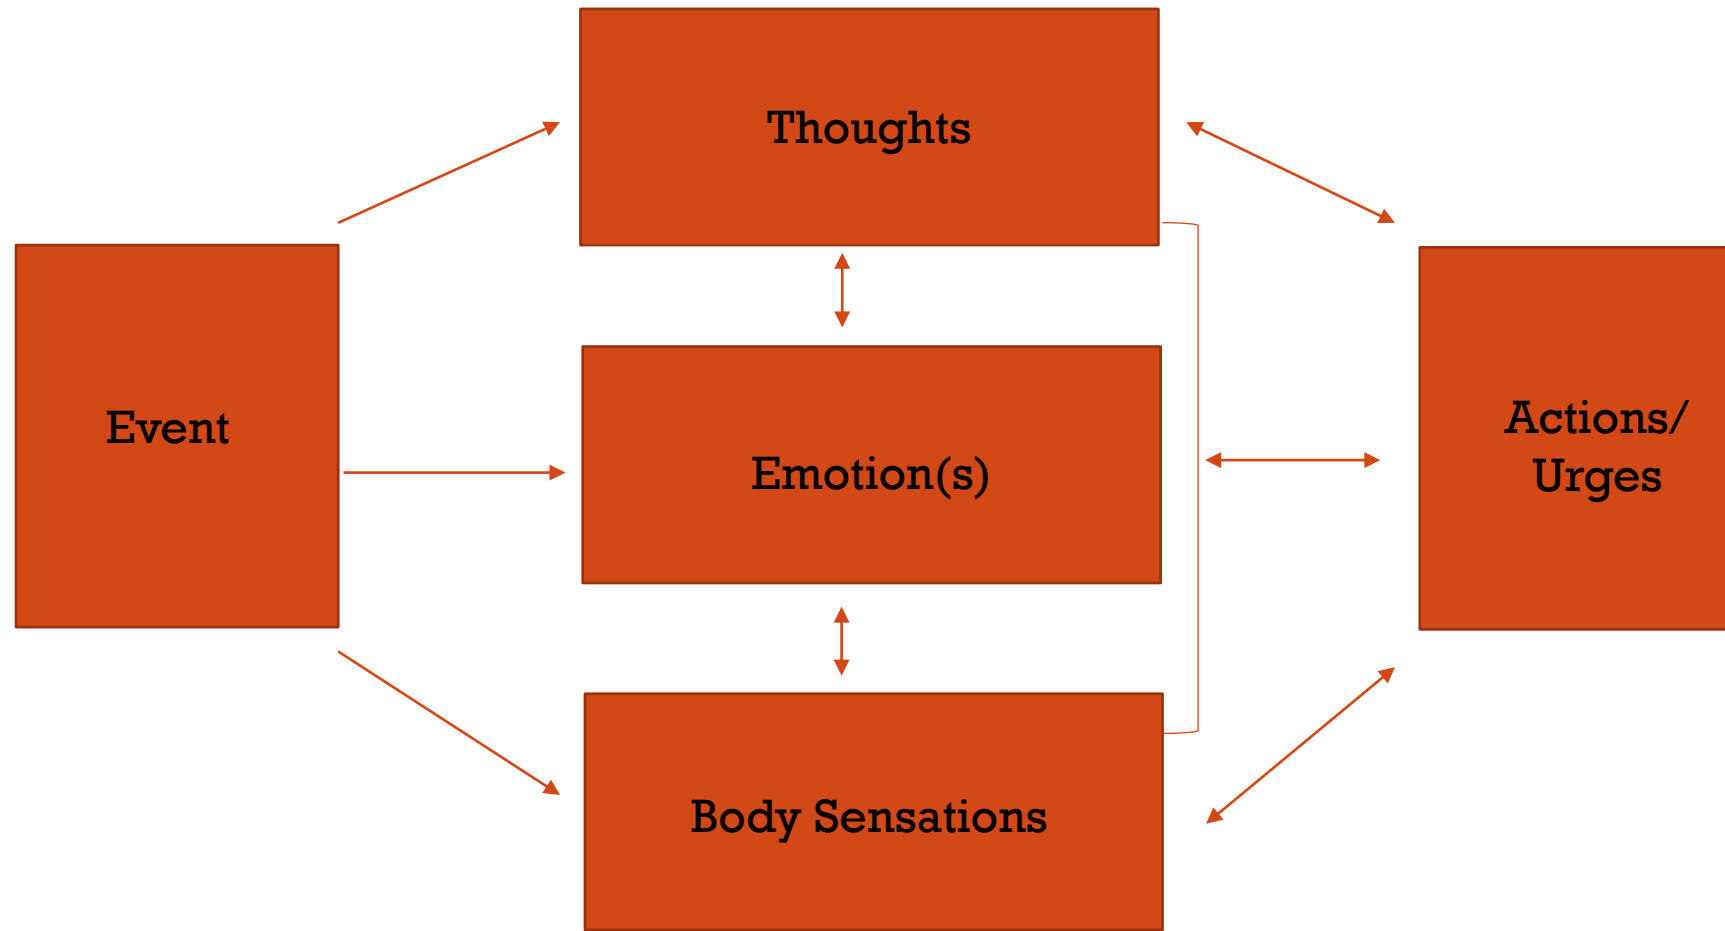 Thoughts
Event
Emotion(s)
Actions/
Urges
Body Sensations